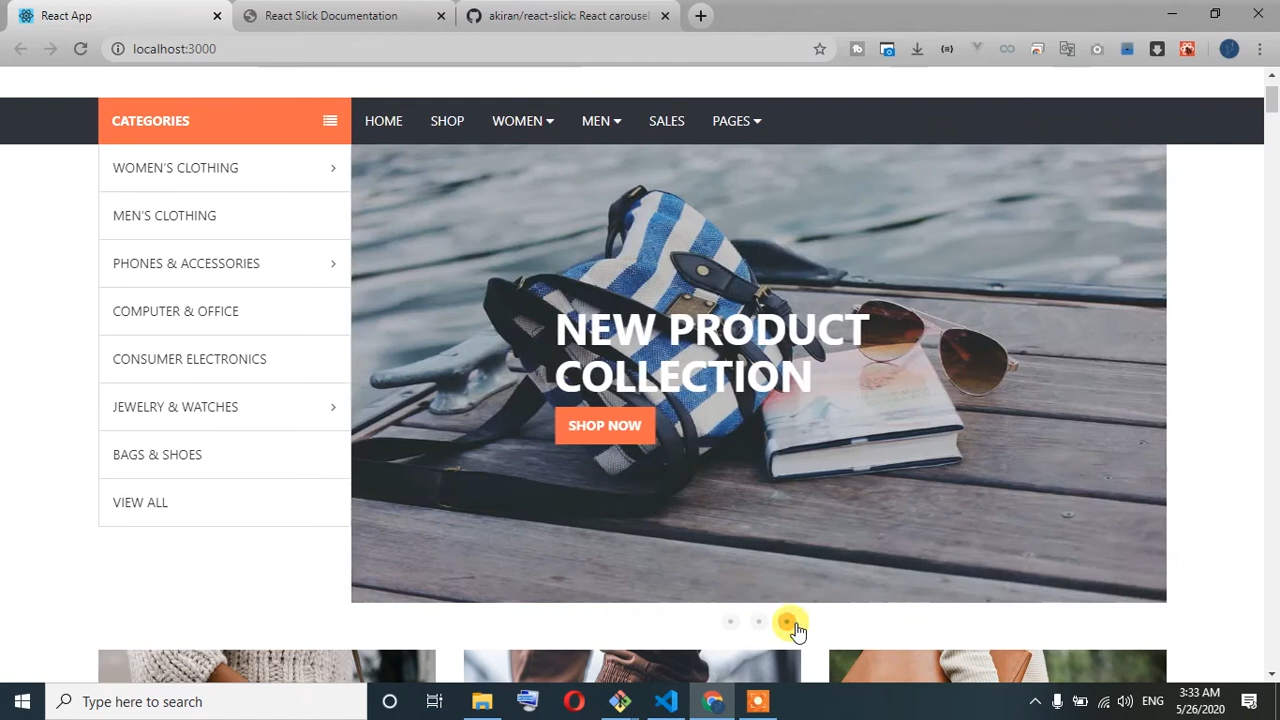 React App
React Slick Documentation
akiran/react-slick: React carousel
localhost:3000
CATEGORIES
HOME
SHOP
WOMEN
MEN
SALES
PAGES
WOMEN'S CLOTHING
MEN'S CLOTHING
PHONES & ACCESSORIES
COMPUTER & OFFICE
CONSUMER ELECTRONICS
JEWELRY & WATCHES
BAGS & SHOES
VIEW ALL
NEW PRODUCT
COLLECTION
SHOP NOW
Type here to search
ENG
3:33 AM
5/26/2020